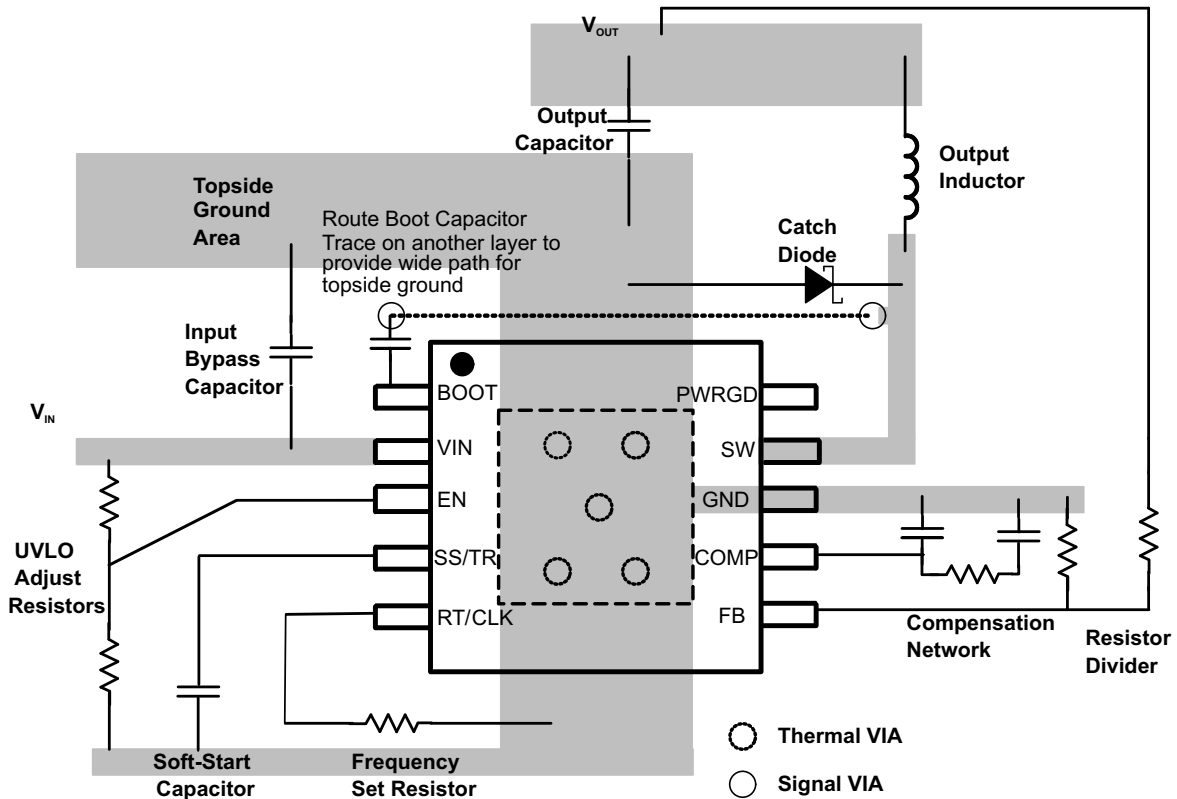 VOUT
Output
Capacitor
Output
Inductor
Topside
Ground
Area
Route Boot Capacitor
Trace on another layer to
provide wide path for
topside ground
Catch
Diode
Input
Bypass
Capacitor
VIN
BOOT
VIN
EN
SS/TR
RT/CLK
PWRGD
SW
GND
COMP
FB
UVLO
Adjust
Resistors
Compensation
Network
Resistor
Divider
Soft-Start
Capacitor
Frequency
Set Resistor
Thermal VIA
Signal VIA